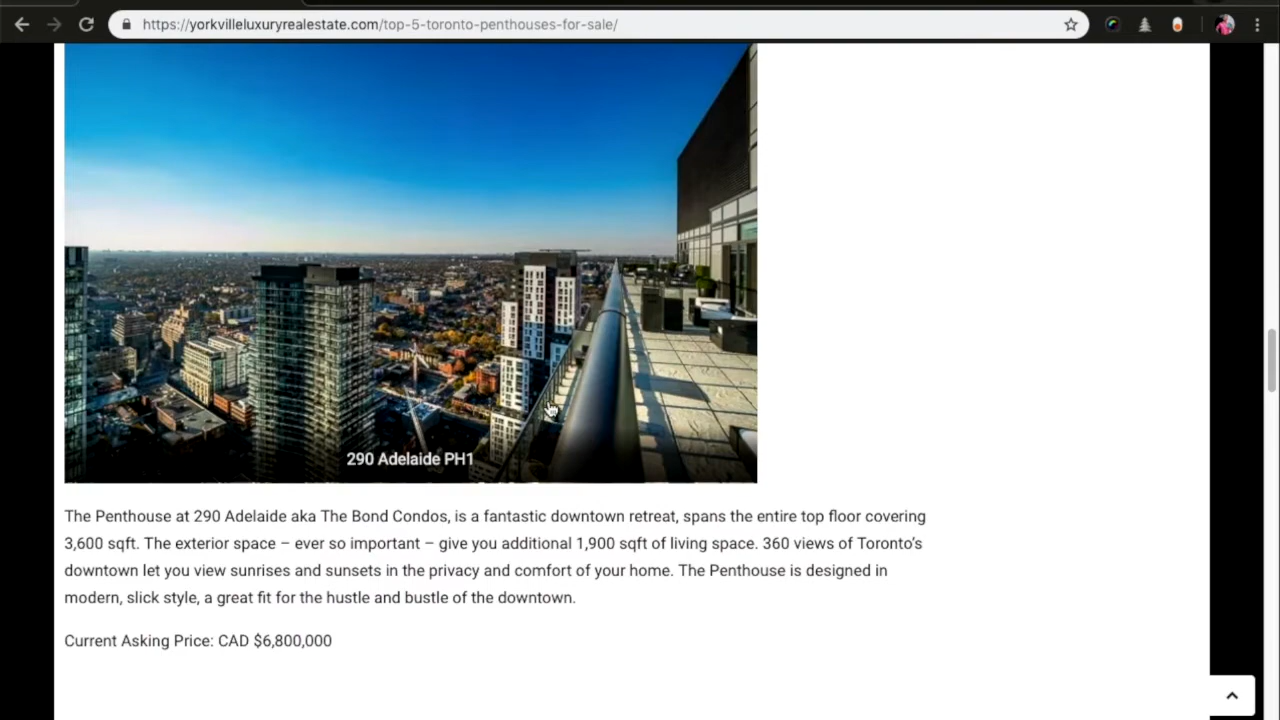 https://yorkvilleluxuryrealestate.com/top-5-toronto-penthouses-for-sale/
290 Adelaide PH1
The Penthouse at 290 Adelaide aka The Bond Condos, is a fantastic downtown retreat, spans the entire top floor covering
3,600 sqft. The exterior space – ever so important – give you additional 1,900 sqft of living space. 360 views of Toronto's
downtown let you view sunrises and sunsets in the privacy and comfort of your home. The Penthouse is designed in
modern, slick style, a great fit for the hustle and bustle of the downtown.
Current Asking Price: CAD $6,800,000